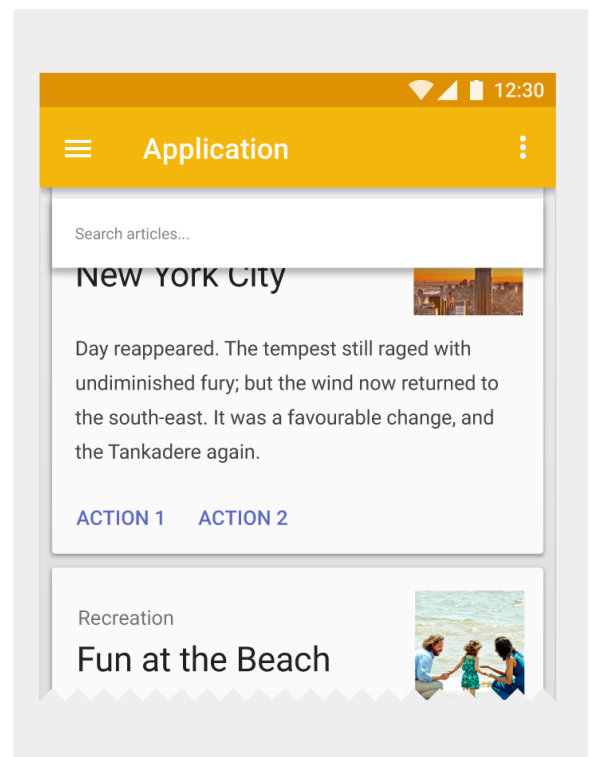 12:30
Application
Search articles...
New York City
Day reappeared. The tempest still raged with
undiminished fury; but the wind now returned to
the south-east. It was a favourable change, and
the Tankadere again.
ACTION 1 ACTION 2
Recreation
Fun at the Beach